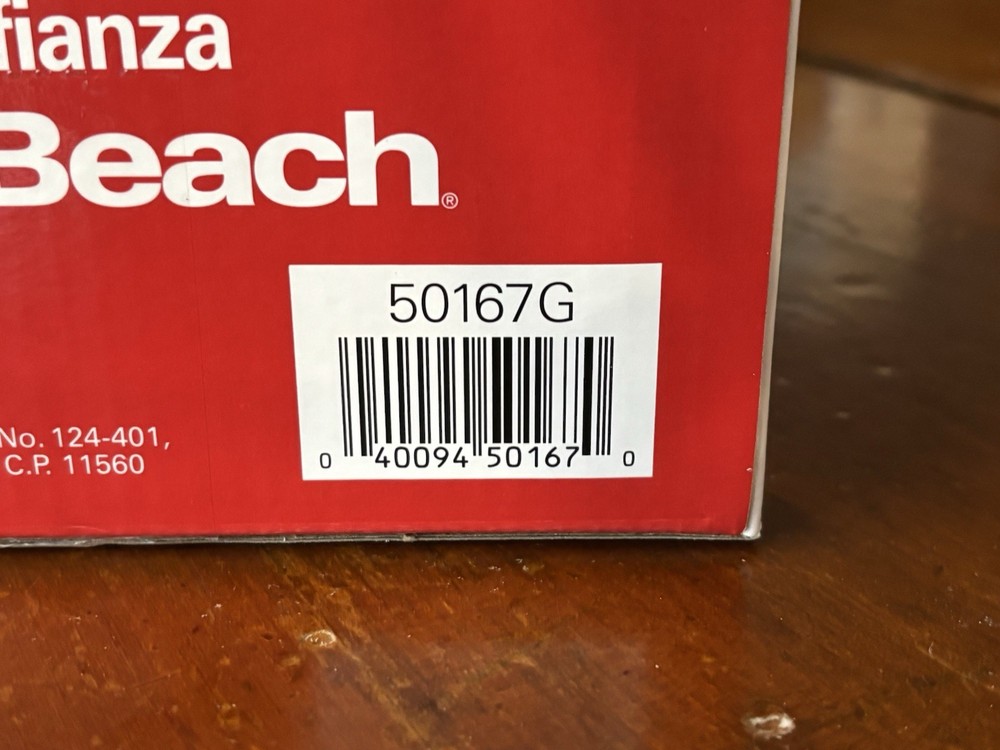 fianza
Beach®
50167G
0 40094 50167 0
No. 124-401,
C.P. 11560